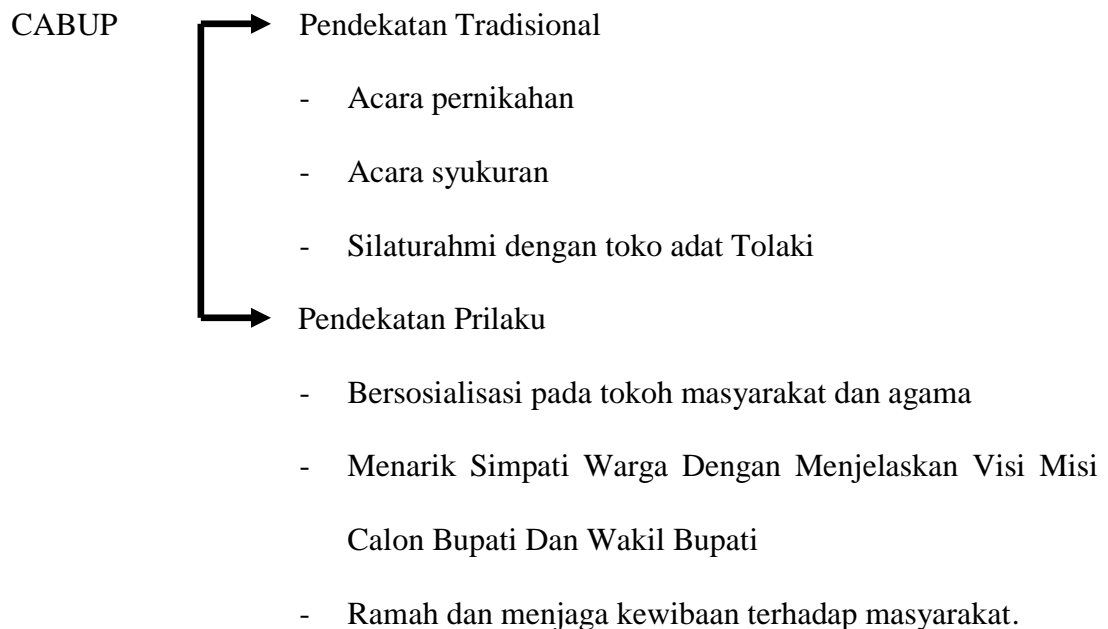 CABUP Pendekatan Tradisional
- Acara pernikahan
- Acara syukuran
- Silaturahmi dengan toko adat Tolaki
Pendekatan Prilaku
- Bersosialisasi pada tokoh masyarakat dan agama
- Menarik Simpati Warga Dengan Menjelaskan Visi Misi
Calon Bupati Dan Wakil Bupati
- Ramah dan menjaga kewibaan terhadap masyarakat.